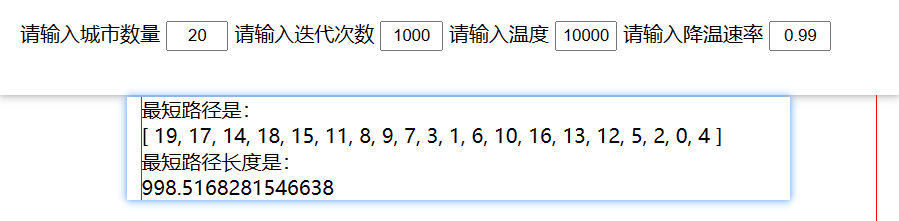 请输入城市数量 20 请输入迭代次数 1000 请输入温度 10000 请输入降温速率 0.99
最短路径是：
[ 19, 17, 14, 18, 15, 11, 8, 9, 7, 3, 1, 6, 10, 16, 13, 12, 5, 2, 0, 4 ]
最短路径长度是：
998.5168281546638